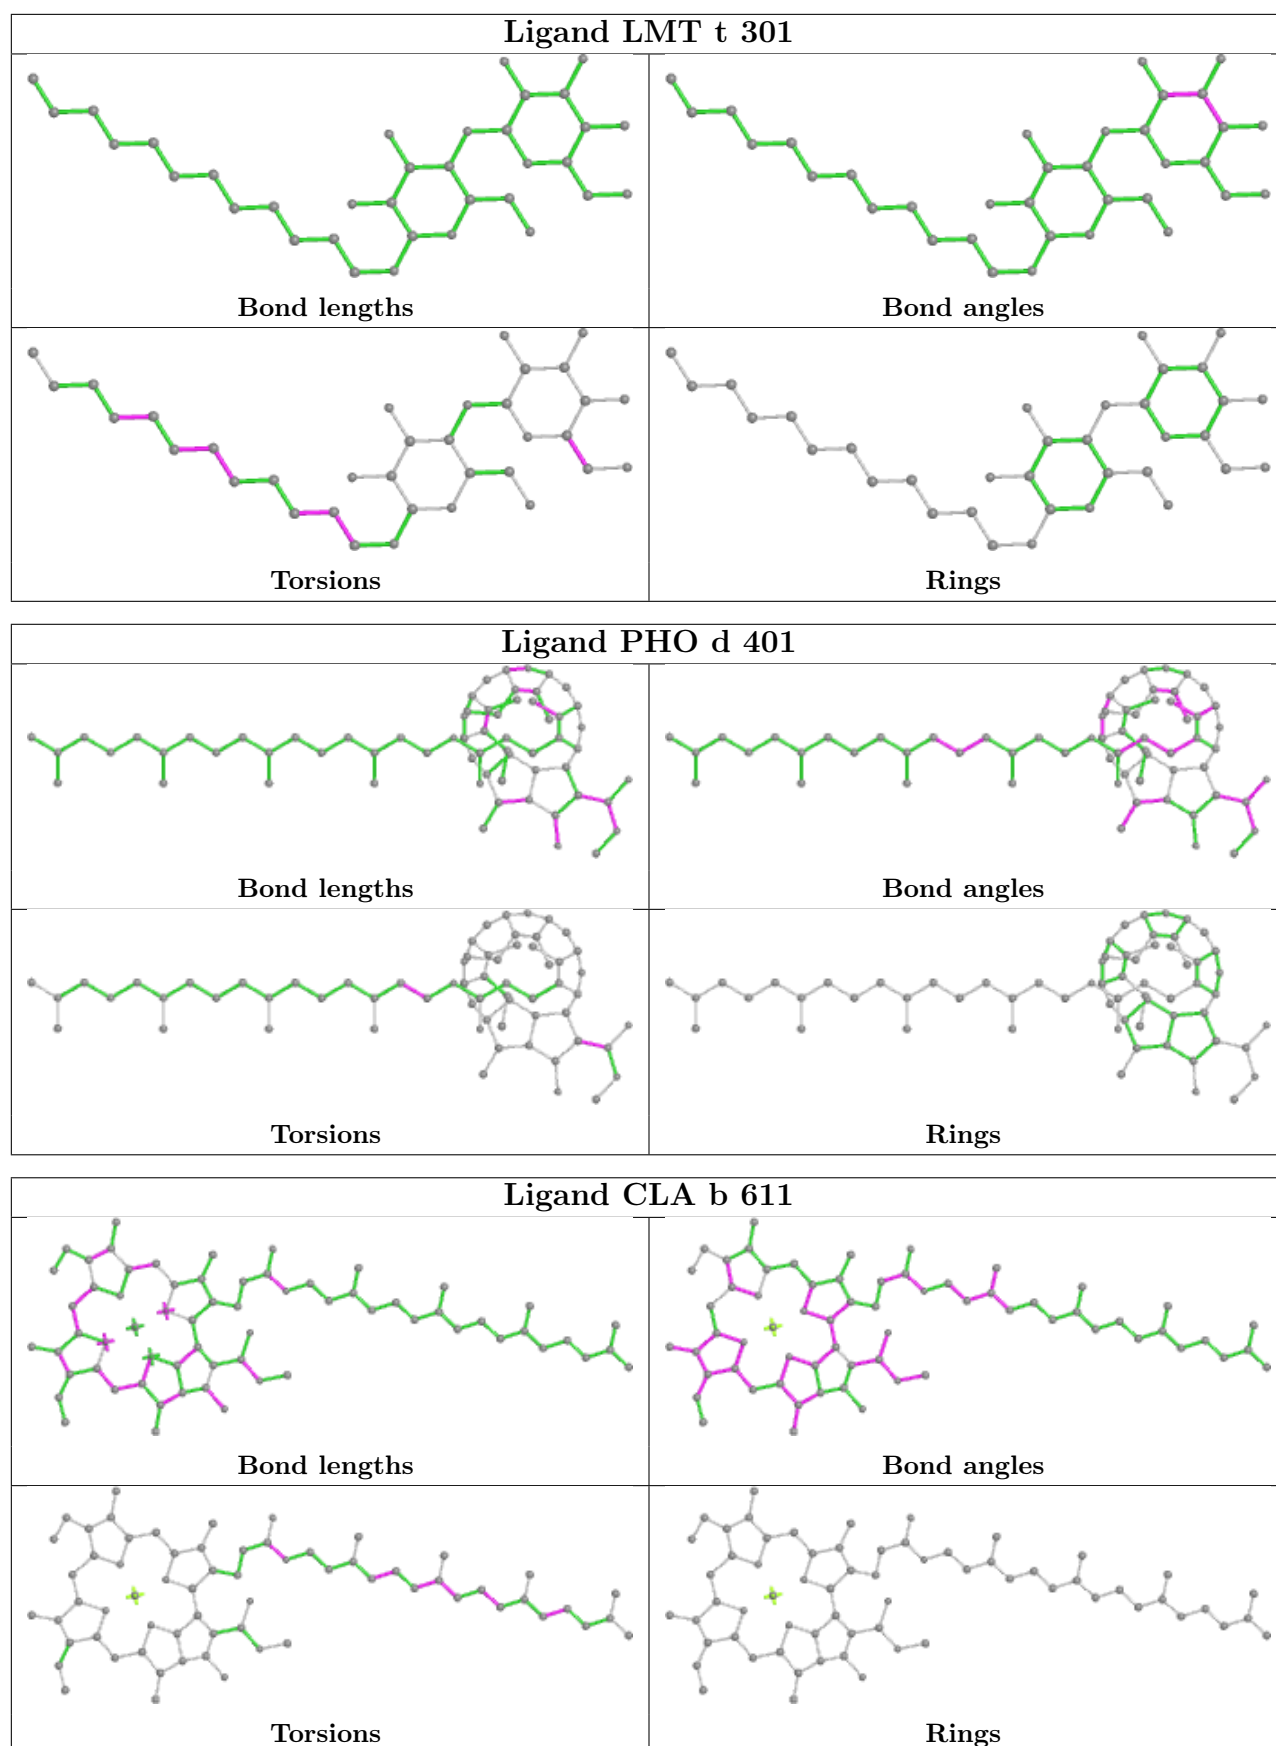 Ligand LMT t 301
Bond lengths
Bond angles
Torsions
Rings
Ligand PHO d 401
Bond lengths
Bond angles
Torsions
Rings
Ligand CLA b 611
Bond lengths
Bond angles
Torsions
Rings